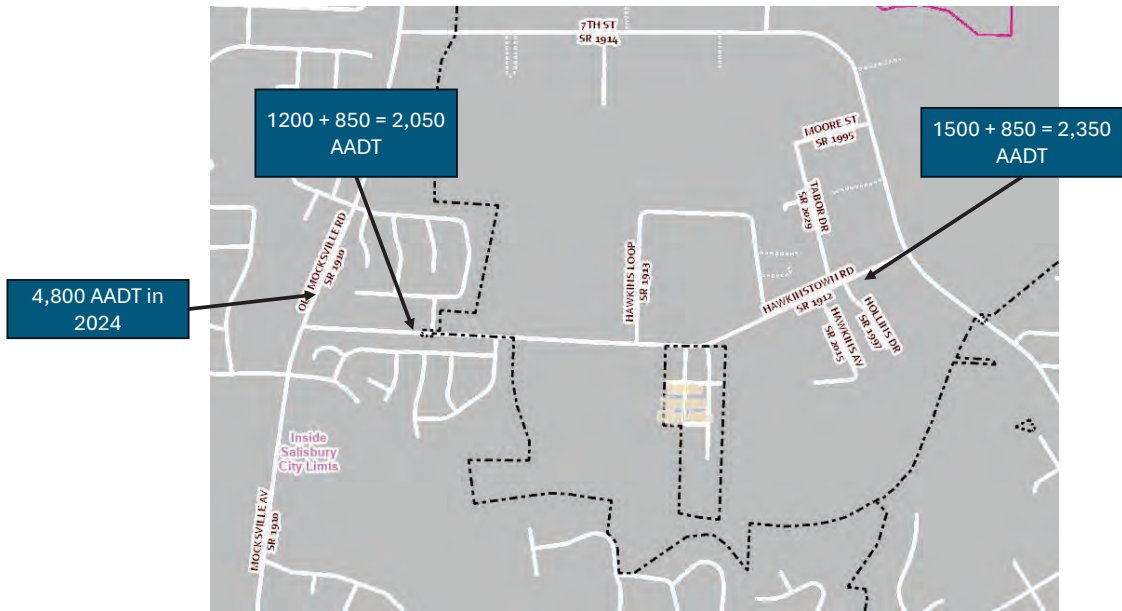 7TH ST
SR 1914
1200 + 850 = 2,050
AADT
MOORE ST
SR 1995
1500 + 850 = 2,350
AADT
TABOR DR
SR 2029
MOCKSVILLE RD
SR 1910
HAWKINS LOOP
SR 1913
HAWKINSTOWN RD
SR 1912
4,800 AADT in
2024
HOLLINS DR
SR 1997
HAWKINS AV
SR 2015
Inside
Salisbury
City Limts
MOCKSVILLE AV
SR 1910